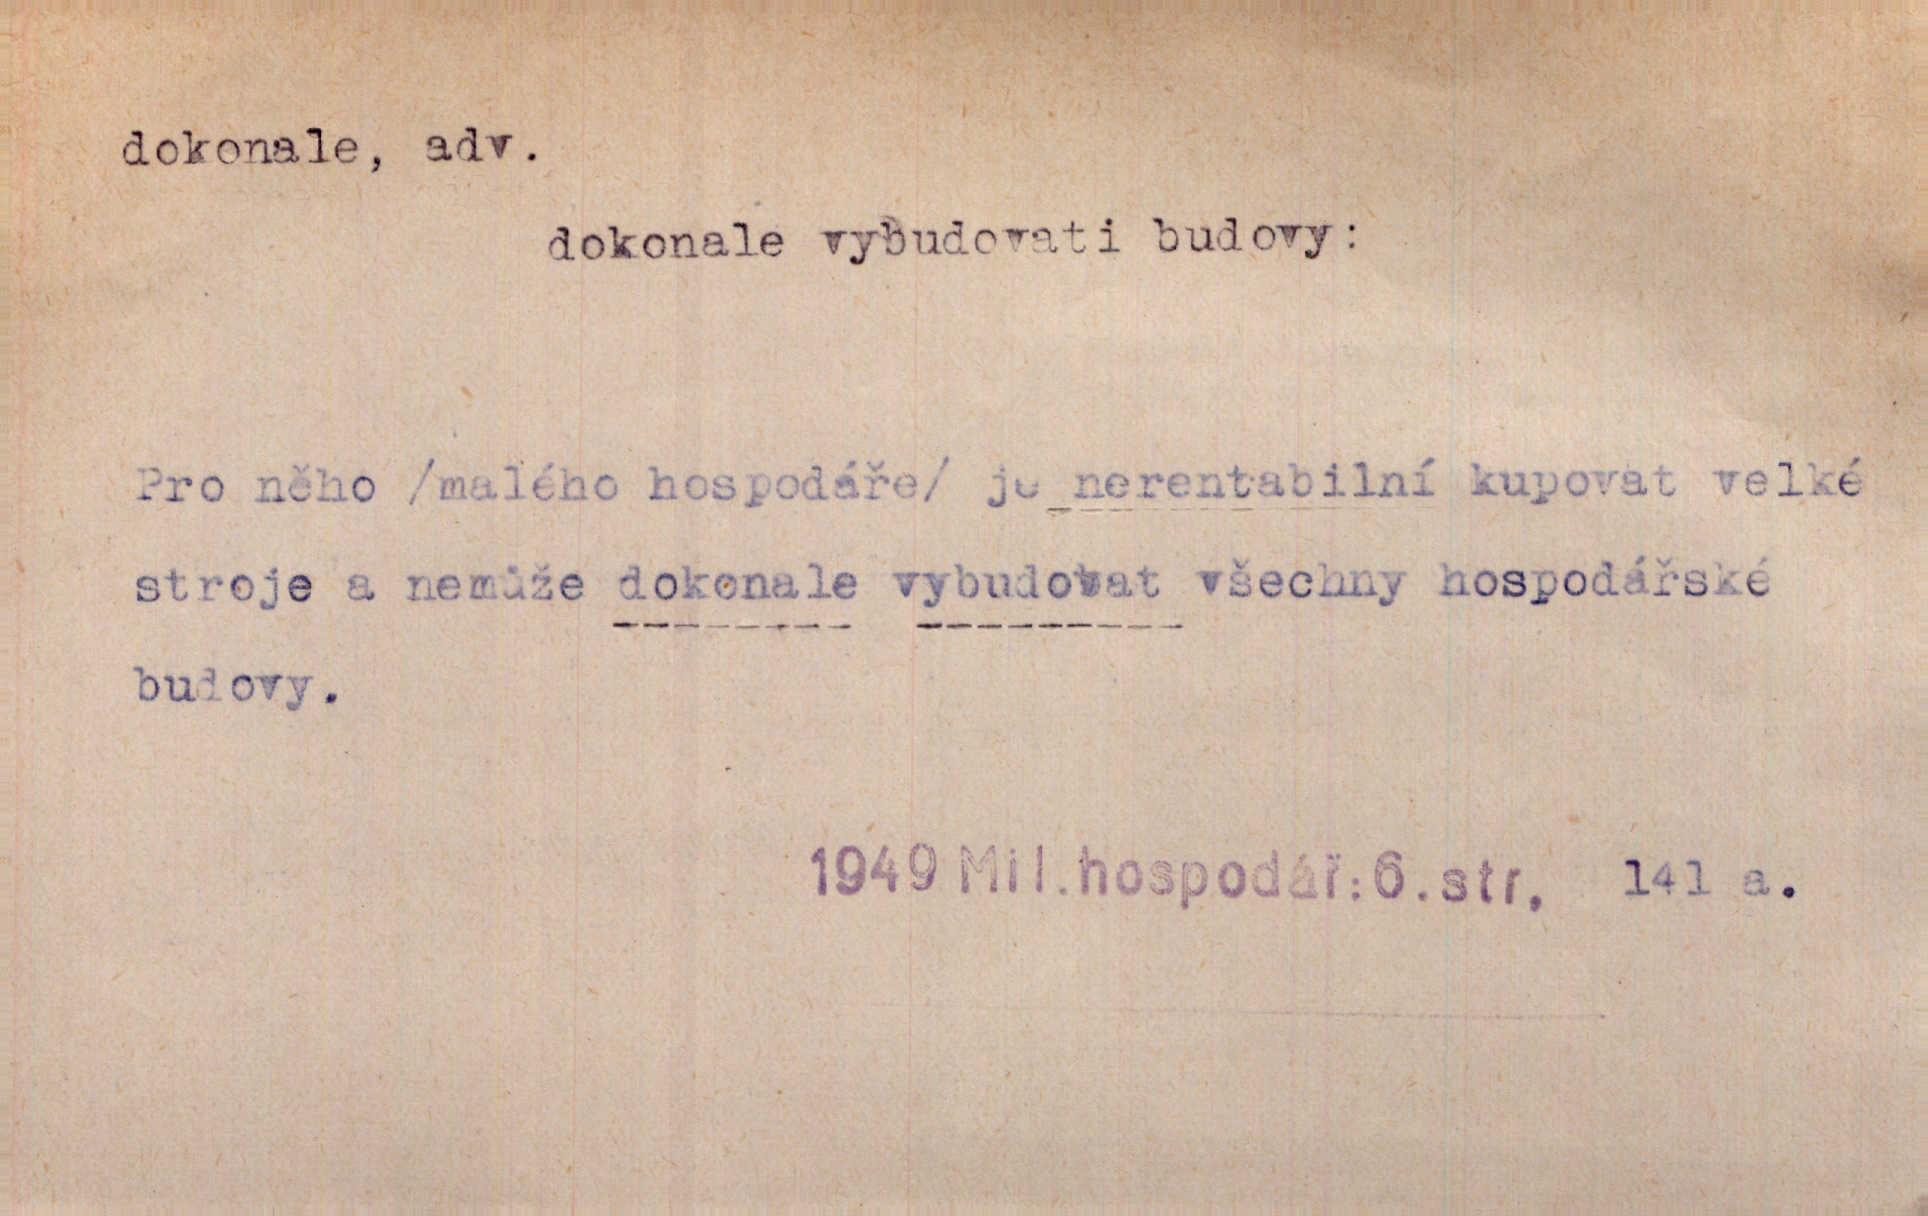 dokonale, adv.
dokonale vybudovati budovy:
Pro něho /malého hospodáře/ je nerentabilní kupovat velké
stroje a nemůže dokonale vybudovat všechny hospodářské
budovy.
1949 Mil.hospodář: 6.str. 141 a.